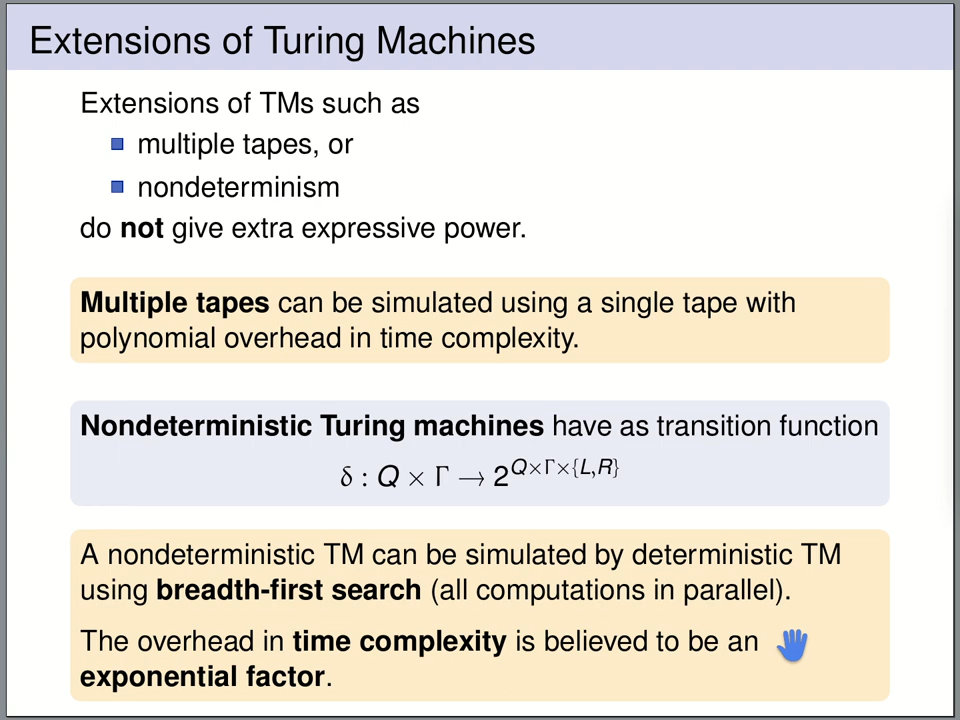 Extensions of Turing Machines
Extensions of TMs such as
multiple tapes, or
nondeterminism
do not give extra expressive power.
Multiple tapes can be simulated using a single tape with
polynomial overhead in time complexity.
Nondeterministic Turing machines have as transition function
δ : Q × Γ → 2^{Q×Γ×{L,R}}
A nondeterministic TM can be simulated by deterministic TM
using breadth-first search (all computations in parallel).
The overhead in time complexity is believed to be an
exponential factor.